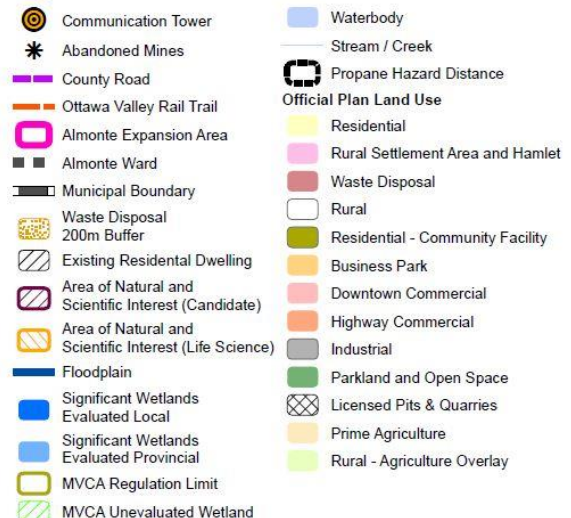 Communication Tower
Abandoned Mines
County Road
Ottawa Valley Rail Trail
Almonte Expansion Area
Almonte Ward
Municipal Boundary
Waste Disposal
200m Buffer
Existing Residental Dwelling
Area of Natural and
Scientific Interest (Candidate)
Area of Natural and
Scientific Interest (Life Science)
Floodplain
Significant Wetlands
Evaluated Local
Significant Wetlands
Evaluated Provincial
MVCA Regulation Limit
MVCA Unevaluated Wetland
Waterbody
Stream / Creek
Propane Hazard Distance
Official Plan Land Use
Residential
Rural Settlement Area and Hamlet
Waste Disposal
Rural
Residential - Community Facility
Business Park
Downtown Commercial
Highway Commercial
Industrial
Parkland and Open Space
Licensed Pits & Quarries
Prime Agriculture
Rural - Agriculture Overlay